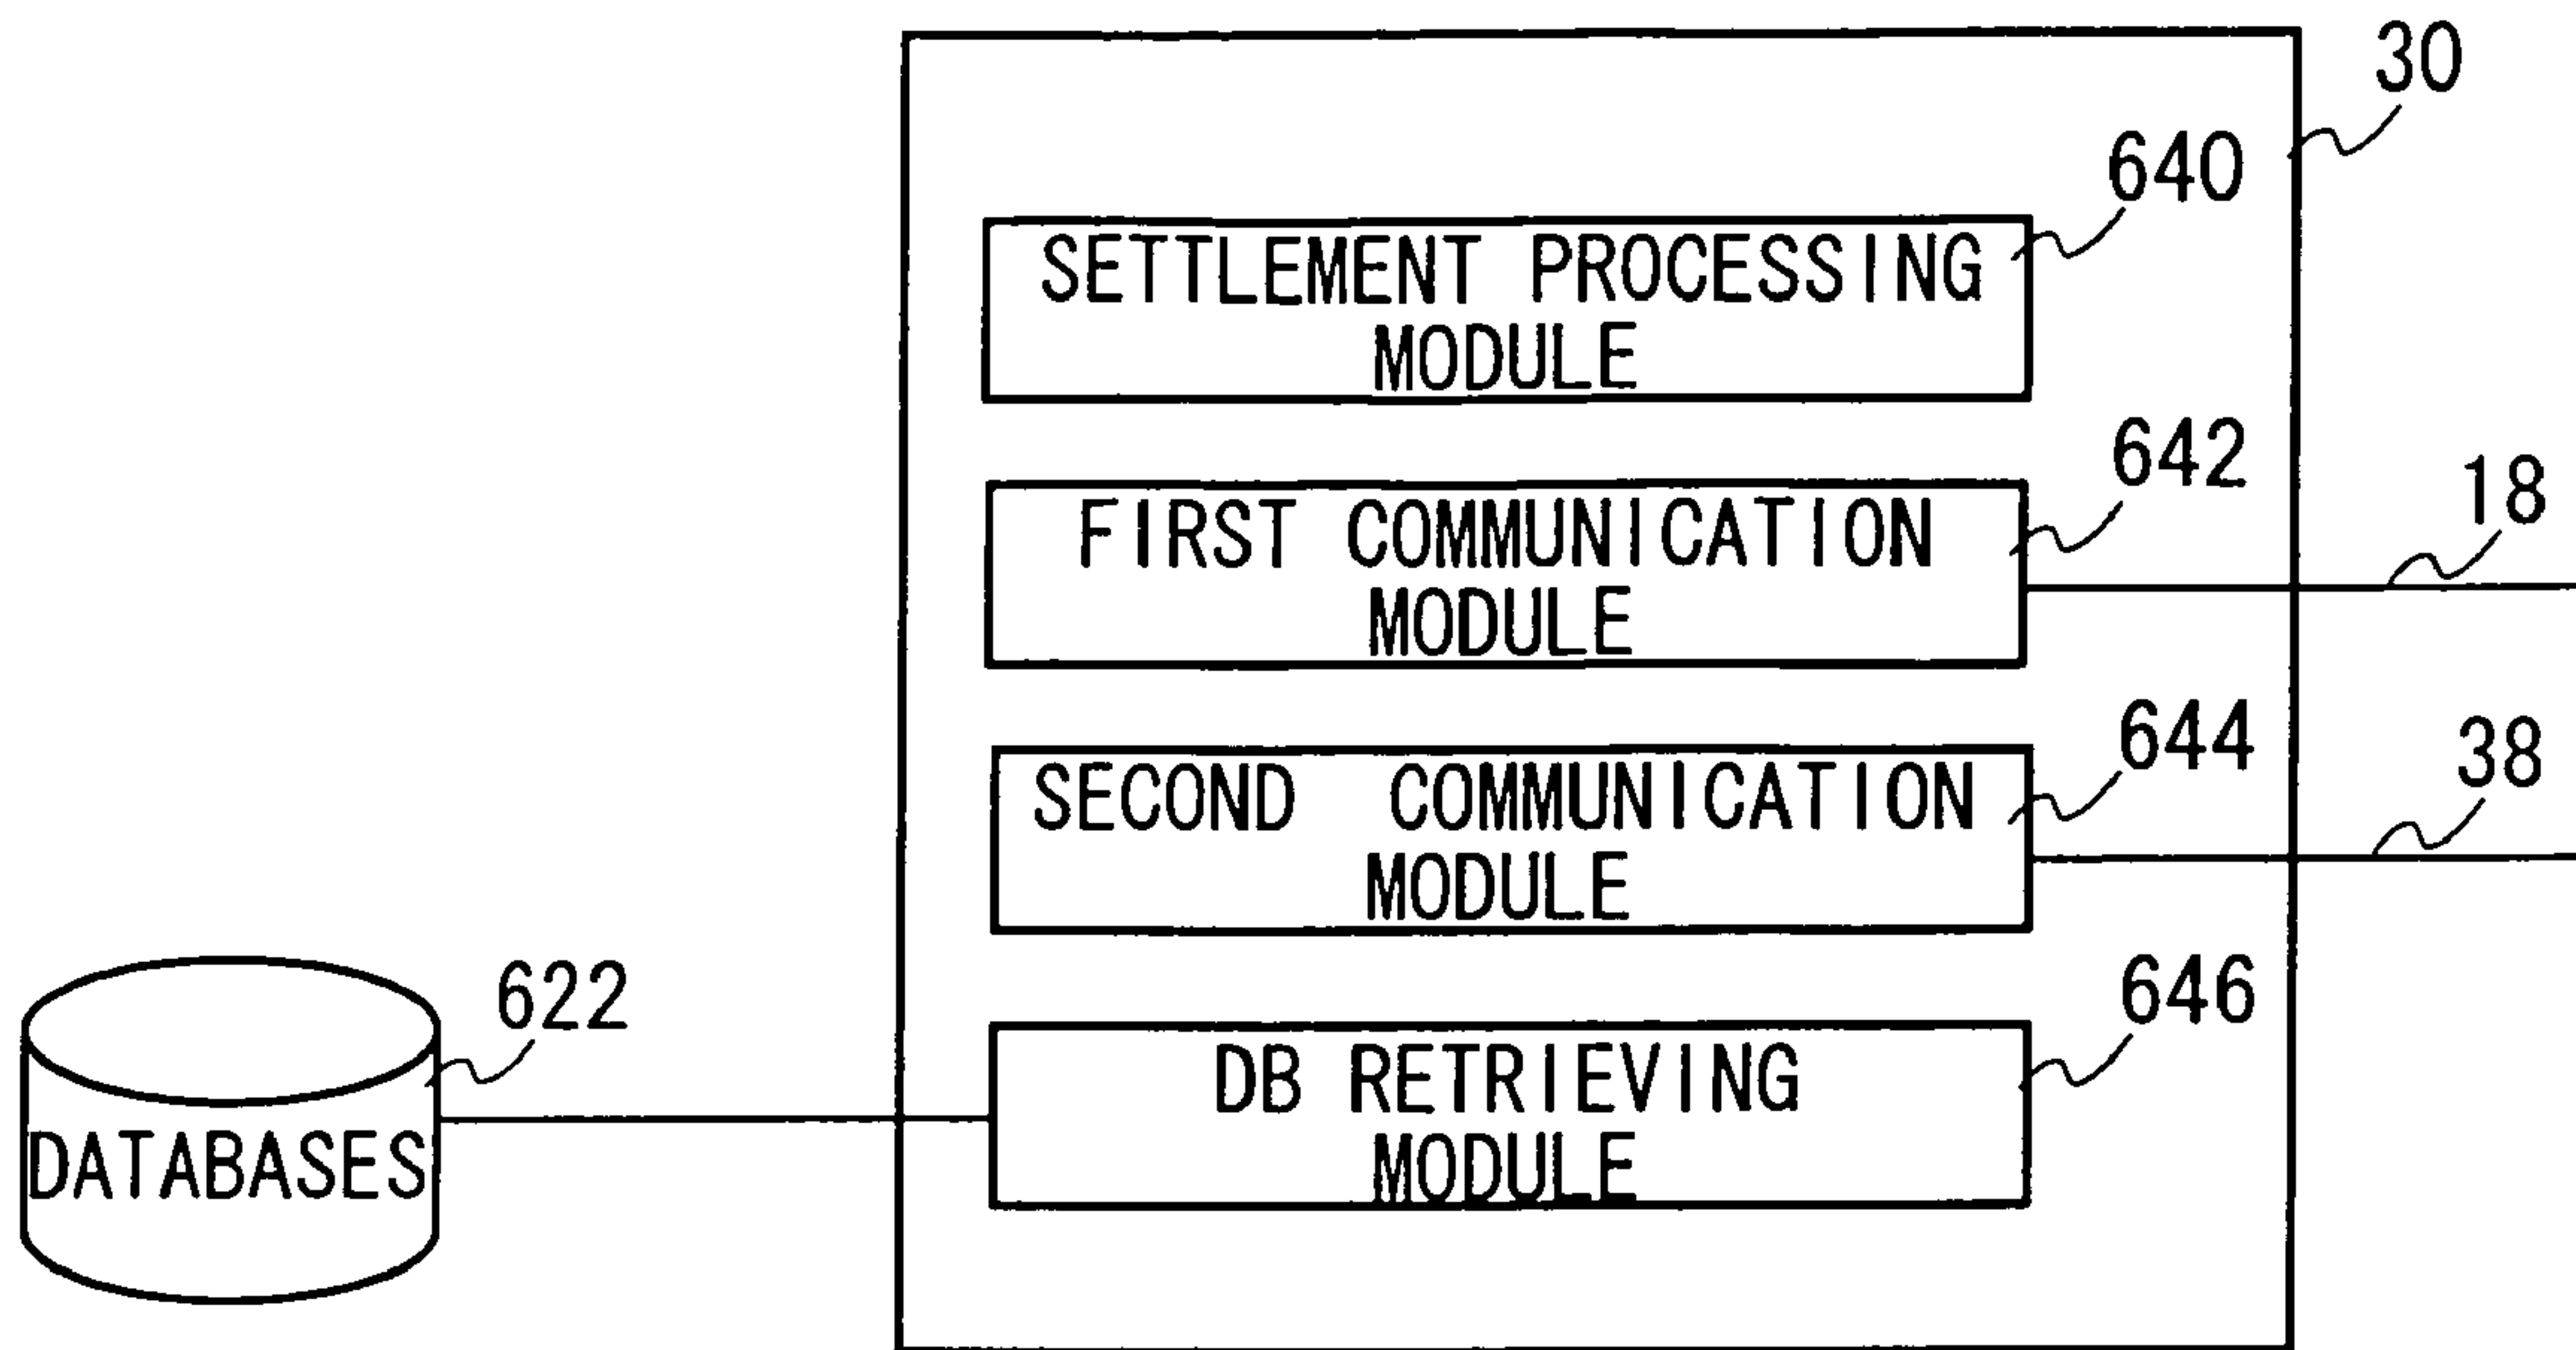 30
640
SETTLEMENT PROCESSING
MODULE
642
FIRST COMMUNICATION
MODULE
18
644
SECOND COMMUNICATION
MODULE
38
646
DB RETRIEVING
MODULE
622
DATABASES